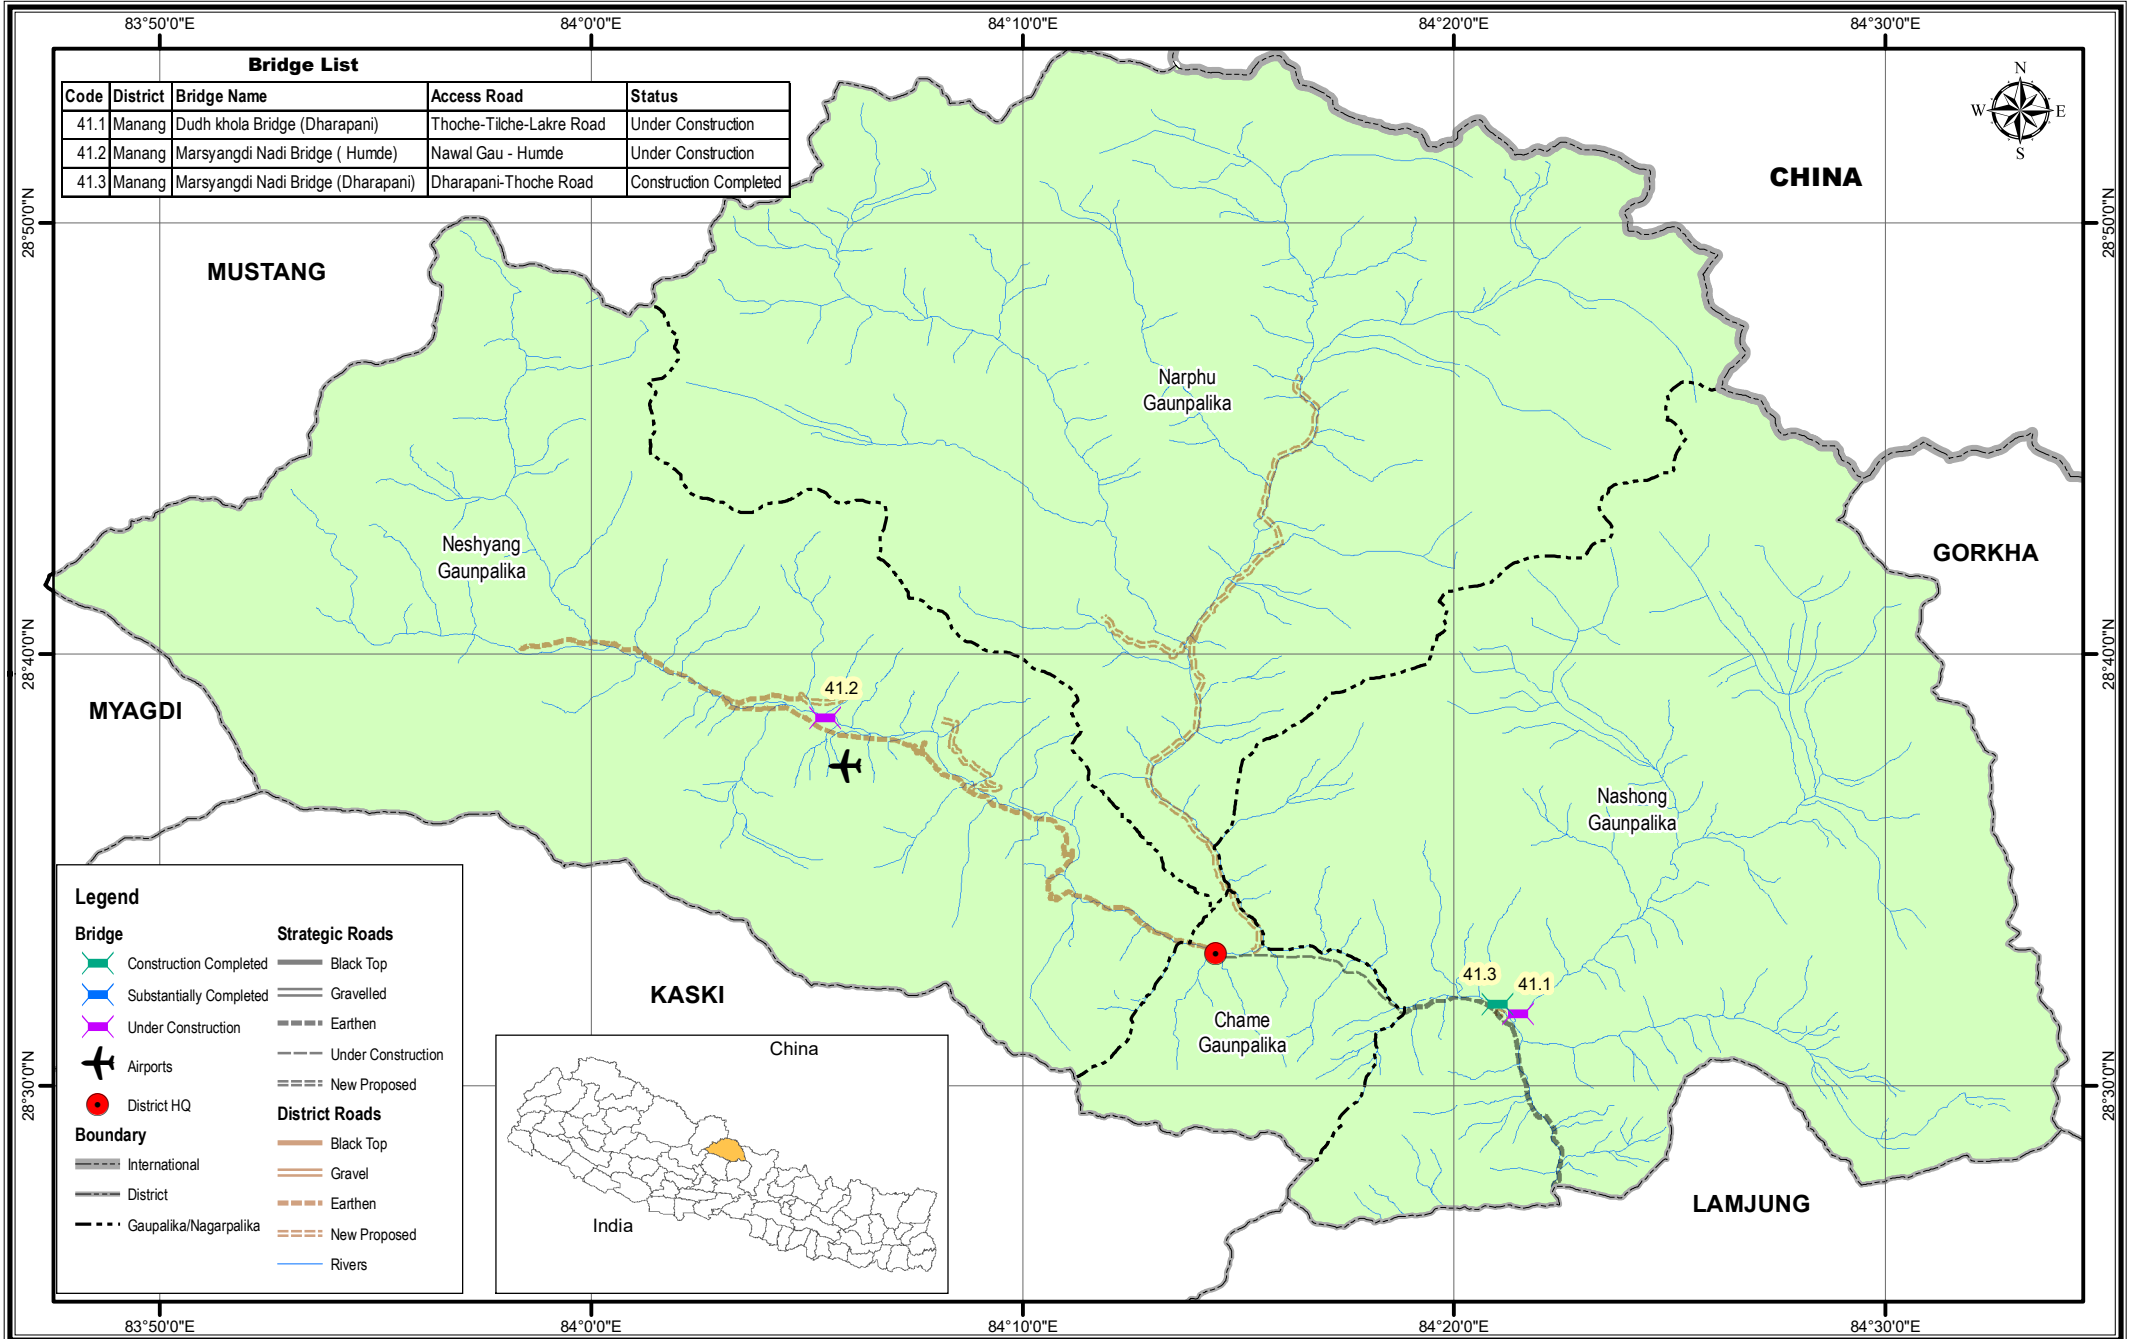 83°50'0"E 84°0'0"E 84°10'0"E 84°20'0"E 84°30'0"E
Bridge List
Code District Bridge Name Access Road Status
41.1 Manang Dudh khola Bridge (Dharapani) Thoche-Tilche-Lakre Road Under Construction
41.2 Manang Marsyangdi Nadi Bridge ( Humde) Nawal Gau - Humde Under Construction
41.3 Manang Marsyangdi Nadi Bridge (Dharapani) Dharapani-Thoche Road Construction Completed
N
W E
S
CHINA
28°50'0"N 28°50'0"N
MUSTANG
Narphu
Gaunpalika
Neshyang
Gaunpalika
GORKHA
28°40'0"N 28°40'0"N
41.2
MYAGDI
Nashong
Gaunpalika
41.3
41.1
KASKI
Chame
Gaunpalika
28°30'0"N 28°30'0"N
LAMJUNG
Legend
Bridge
Construction Completed
Substantially Completed
Under Construction
Airports
District HQ
Boundary
International
District
Gaupalika/Nagarpalika
Strategic Roads
Black Top
Gravelled
Earthen
Under Construction
New Proposed
District Roads
Black Top
Gravel
Earthen
New Proposed
Rivers
China
India
83°50'0"E 84°0'0"E 84°10'0"E 84°20'0"E 84°30'0"E